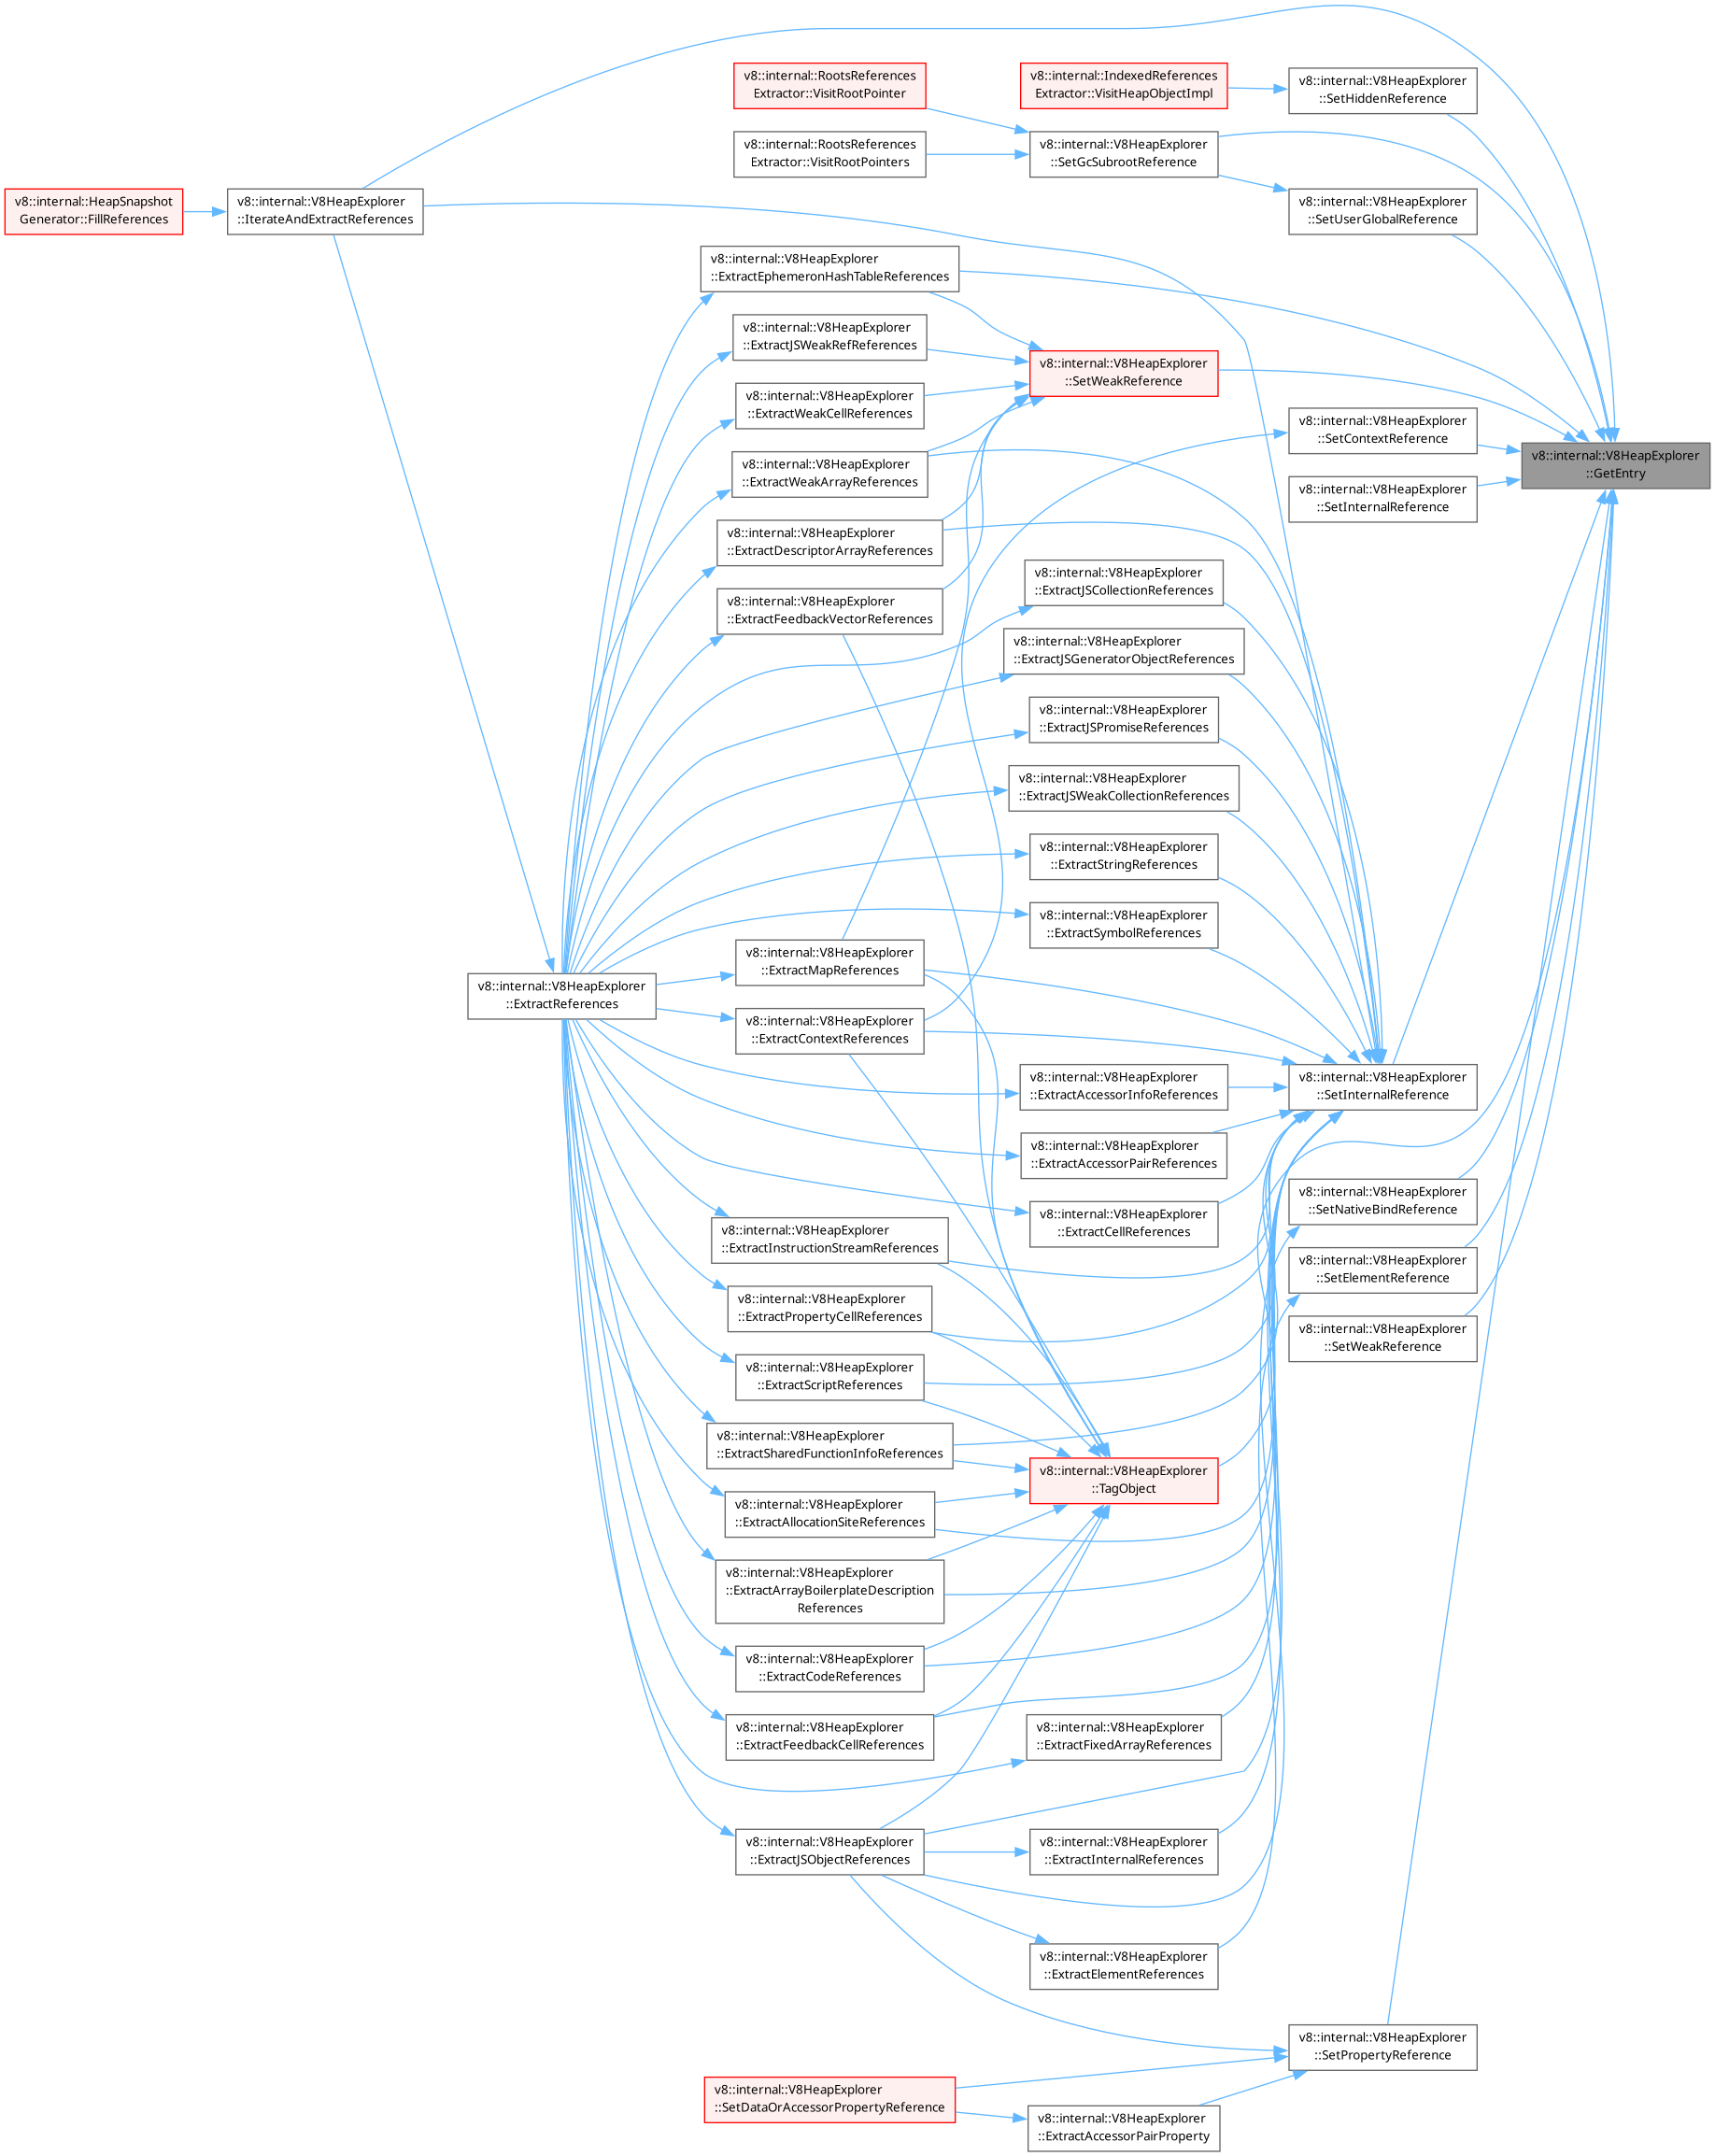 v8::internal::RootsReferences
Extractor::VisitRootPointer
v8::internal::IndexedReferences
Extractor::VisitHeapObjectImpl
v8::internal::V8HeapExplorer
::SetHiddenReference
v8::internal::RootsReferences
Extractor::VisitRootPointers
v8::internal::V8HeapExplorer
::SetGcSubrootReference
v8::internal::HeapSnapshot
Generator::FillReferences
v8::internal::V8HeapExplorer
::IterateAndExtractReferences
v8::internal::V8HeapExplorer
::SetUserGlobalReference
v8::internal::V8HeapExplorer
::ExtractEphemeronHashTableReferences
v8::internal::V8HeapExplorer
::ExtractJSWeakRefReferences
v8::internal::V8HeapExplorer
::SetWeakReference
v8::internal::V8HeapExplorer
::ExtractWeakCellReferences
v8::internal::V8HeapExplorer
::SetContextReference
v8::internal::V8HeapExplorer
::GetEntry
v8::internal::V8HeapExplorer
::ExtractWeakArrayReferences
v8::internal::V8HeapExplorer
::SetInternalReference
v8::internal::V8HeapExplorer
::ExtractDescriptorArrayReferences
v8::internal::V8HeapExplorer
::ExtractJSCollectionReferences
v8::internal::V8HeapExplorer
::ExtractFeedbackVectorReferences
v8::internal::V8HeapExplorer
::ExtractJSGeneratorObjectReferences
v8::internal::V8HeapExplorer
::ExtractJSPromiseReferences
v8::internal::V8HeapExplorer
::ExtractJSWeakCollectionReferences
v8::internal::V8HeapExplorer
::ExtractStringReferences
v8::internal::V8HeapExplorer
::ExtractSymbolReferences
v8::internal::V8HeapExplorer
::ExtractMapReferences
v8::internal::V8HeapExplorer
::ExtractReferences
v8::internal::V8HeapExplorer
::ExtractContextReferences
v8::internal::V8HeapExplorer
::ExtractAccessorInfoReferences
v8::internal::V8HeapExplorer
::SetInternalReference
v8::internal::V8HeapExplorer
::ExtractAccessorPairReferences
v8::internal::V8HeapExplorer
::ExtractCellReferences
v8::internal::V8HeapExplorer
::SetNativeBindReference
v8::internal::V8HeapExplorer
::ExtractInstructionStreamReferences
v8::internal::V8HeapExplorer
::SetElementReference
v8::internal::V8HeapExplorer
::ExtractPropertyCellReferences
v8::internal::V8HeapExplorer
::SetWeakReference
v8::internal::V8HeapExplorer
::ExtractScriptReferences
v8::internal::V8HeapExplorer
::ExtractSharedFunctionInfoReferences
v8::internal::V8HeapExplorer
::TagObject
v8::internal::V8HeapExplorer
::ExtractAllocationSiteReferences
v8::internal::V8HeapExplorer
::ExtractArrayBoilerplateDescription
References
v8::internal::V8HeapExplorer
::ExtractCodeReferences
v8::internal::V8HeapExplorer
::ExtractFeedbackCellReferences
v8::internal::V8HeapExplorer
::ExtractFixedArrayReferences
v8::internal::V8HeapExplorer
::ExtractJSObjectReferences
v8::internal::V8HeapExplorer
::ExtractInternalReferences
v8::internal::V8HeapExplorer
::ExtractElementReferences
v8::internal::V8HeapExplorer
::SetPropertyReference
v8::internal::V8HeapExplorer
::SetDataOrAccessorPropertyReference
v8::internal::V8HeapExplorer
::ExtractAccessorPairProperty